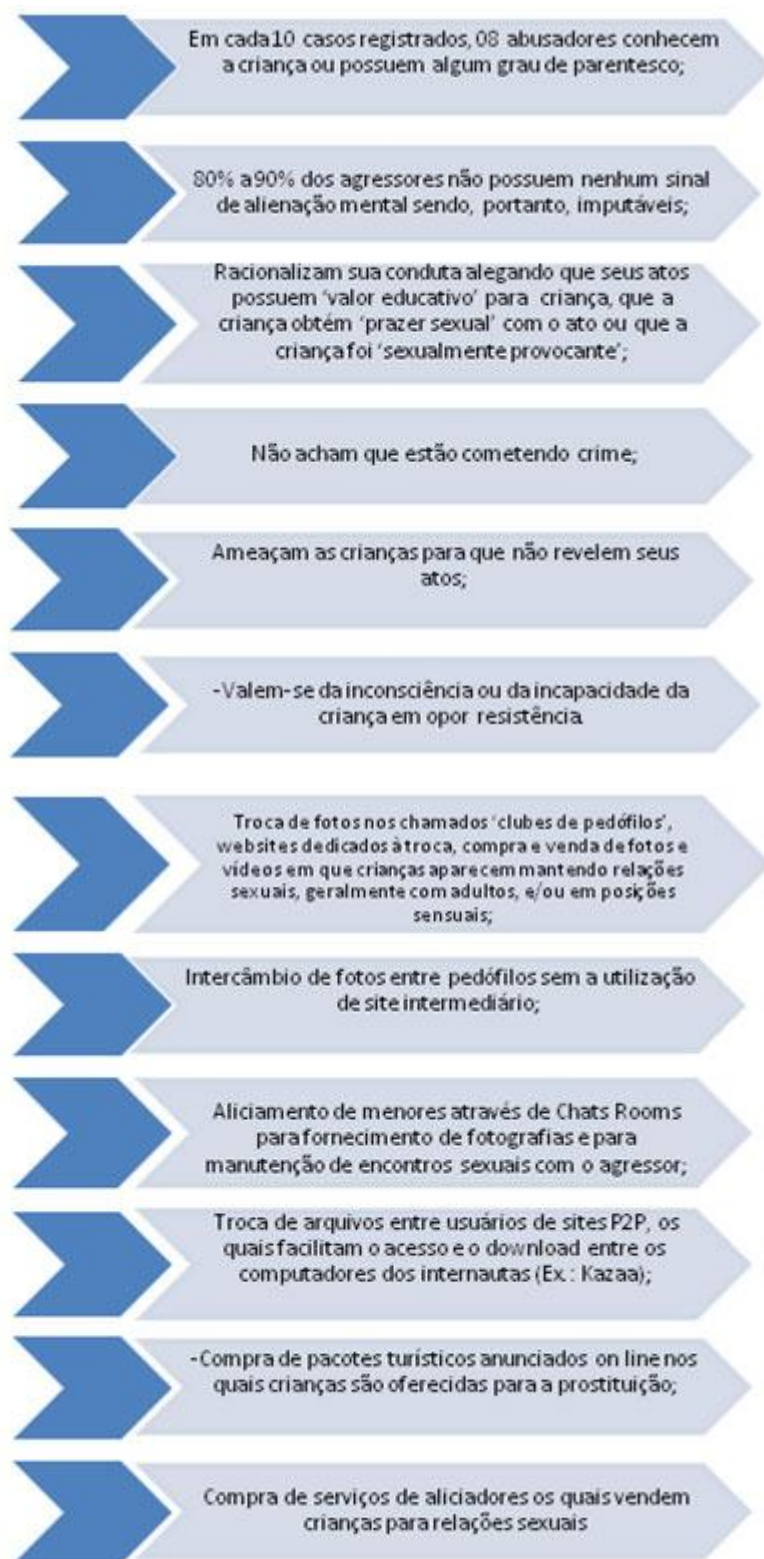 Em cada 10 casos registrados, 08 abusadores conhecem
a criança ou possuem algum grau de parentesco;
80% a 90% dos agressores não possuem nenhum sinal
de alienação mental sendo, portanto, imputáveis;
Racionalizam sua conduta alegando que seus atos
possuem ‘valor educativo’ para criança, que a
criança obtém ‘prazer sexual’ com o ato ou que a
criança foi ‘sexualmente provocante’;
Não acham que estão cometendo crime;
Ameaçam as crianças para que não revelem seus
atos;
-Valem-se da inconsciência ou da incapacidade da
criança em opor resistência.
Troca de fotos nos chamados ‘clubes de pedófilos’,
websites dedicados à troca, compra e venda de fotos e
vídeos em que crianças aparecem mantendo relações
sexuais, geralmente com adultos, e/ou em posições
sensuais;
Intercâmbio de fotos entre pedófilos sem a utilização
de site intermediário;
Aliciamento de menores através de Chats Rooms
para fornecimento de fotografias e para
manutenção de encontros sexuais com o agressor;
Troca de arquivos entre usuários de sites P2P, os
quais facilitam o acesso e o download entre os
computadores dos internautas (Ex.: Kazaa);
-Compra de pacotes turísticos anunciados on line nos
quais crianças são oferecidas para a prostituição;
Compra de serviços de aliciadores os quais vendem
crianças para relações sexuais